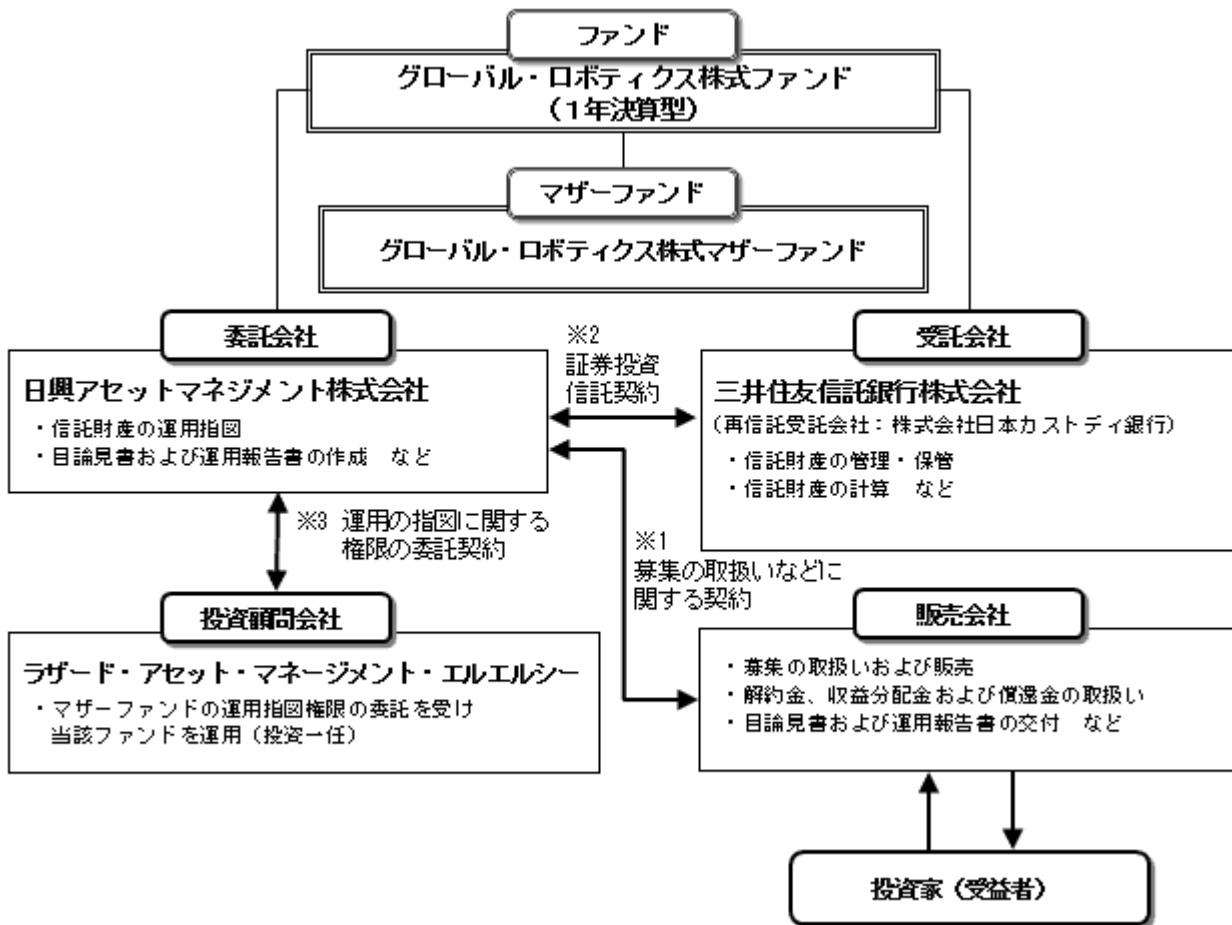 ファンド
グローバル・ロボティクス株式ファンド
（１年決算型）
マザーファンド
グローバル・ロボティクス株式マザーファンド
委託会社
日興アセットマネジメント株式会社
・信託財産の運用指図
・目論見書および運用報告書の作成　など
※2
証券投資
信託契約
受託会社
三井住友信託銀行株式会社
（再信託受託会社：株式会社日本カストディ銀行）
・信託財産の管理・保管
・信託財産の計算　など
※3 運用の指図に関する
権限の委託契約
※1
募集の取扱いなどに
関する契約
投資顧問会社
ラザード・アセット・マネージメント・エルエルシー
・マザーファンドの運用指図権限の委託を受け
当該ファンドを運用（投資一任）
販売会社
・募集の取扱いおよび販売
・解約金、収益分配金および償還金の取扱い
・目論見書および運用報告書の交付　など
投資家（受益者）